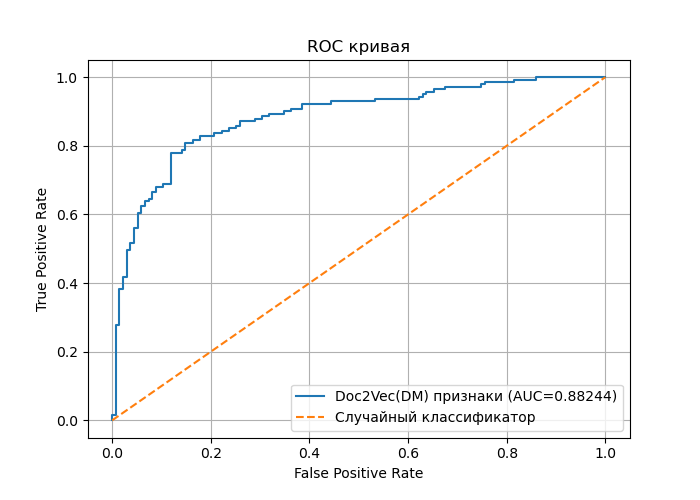 ROC кривая
True Positive Rate
1.0
0.8
0.6
0.4
0.2
0.0
Doc2Vec(DM) признаки (AUC=0.88244)
Случайный классификатор
0.0 0.2 0.4 0.6 0.8 1.0
False Positive Rate